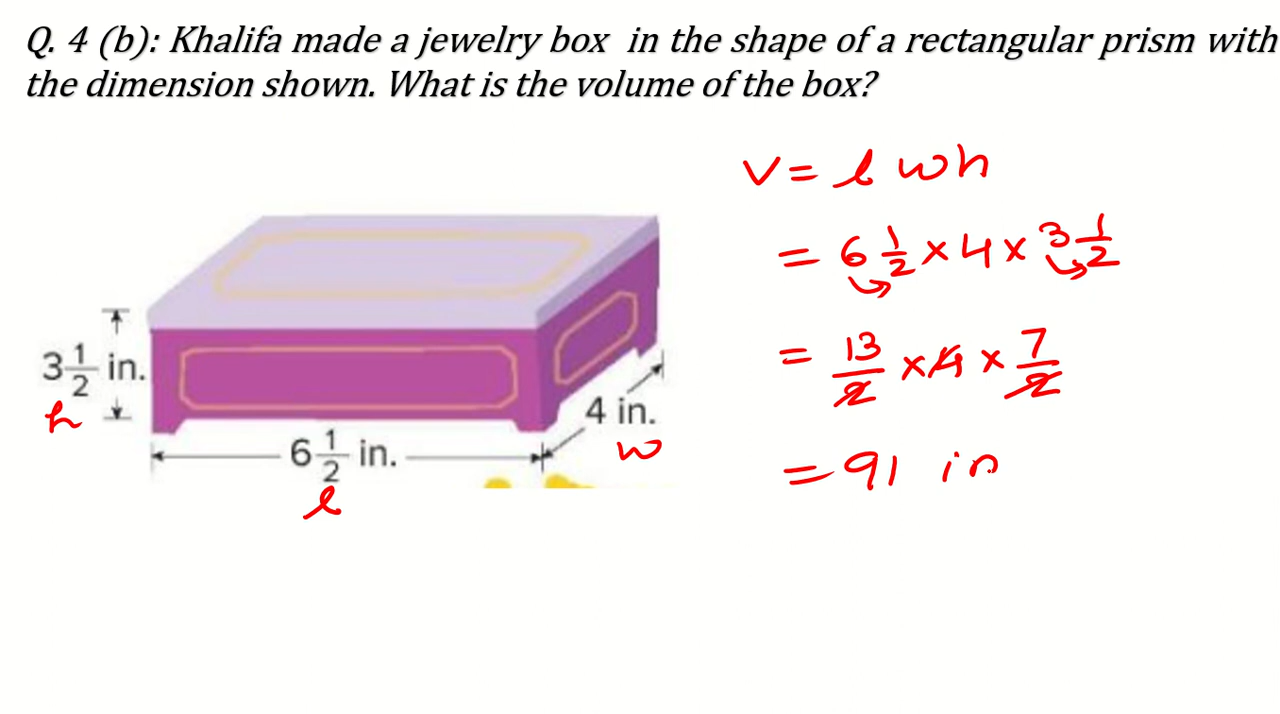 Q. 4 (b): Khalifa made a jewelry box in the shape of a rectangular prism with
the dimension shown. What is the volume of the box?
V = l w h
= 6 1/2 × 4 × 3 1/2
= 13/2 × 4 × 7/2
= 91 in
3 1/2 in.
h
4 in.
w
6 1/2 in.
l